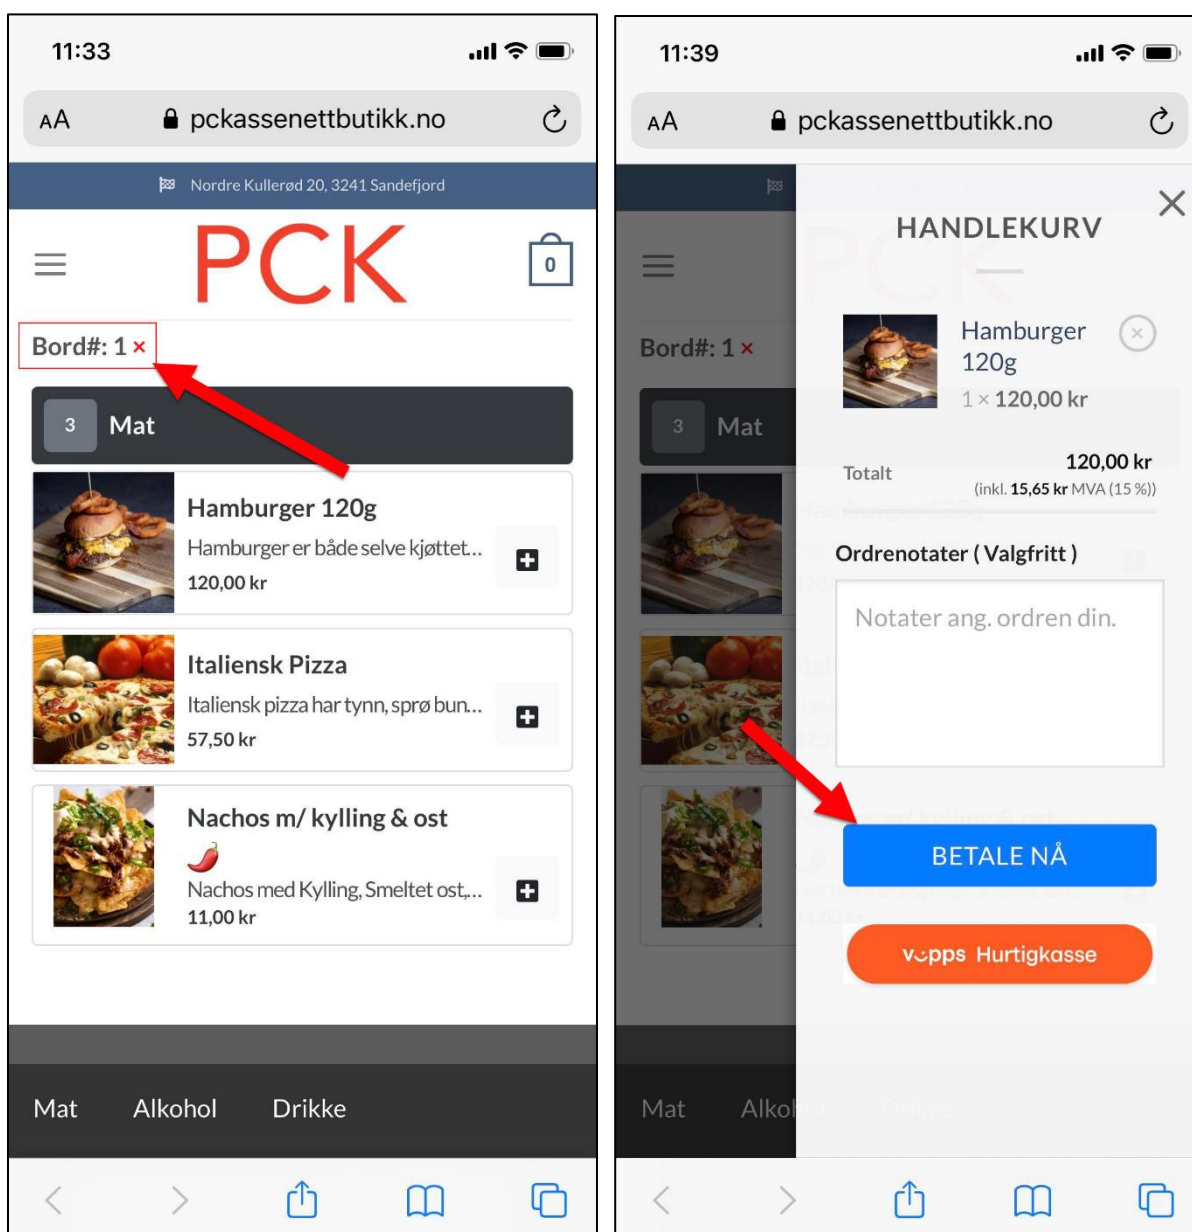 11:33
AA pckassenettbutikk.no
Nordre Kullerød 20, 3241 Sandefjord
PCK
0
Bord#: 1 ×
3 Mat
Hamburger 120g
Hamburger er både selve kjøttet...
120,00 kr
Italiensk Pizza
Italiensk pizza har tynn, sprø bun...
57,50 kr
Nachos m/ kylling & ost
Nachos med Kylling, Smeltet ost,...
11,00 kr
Mat Alkohol Drikke
11:39
AA pckassenettbutikk.no
HANDLEKURV
PCK
Bord#: 1 ×
3 Mat
Hamburger
120g
1 × 120,00 kr
Totalt 120,00 kr
(inkl. 15,65 kr MVA (15 %))
Ordrenotater ( Valgfritt )
Notater ang. ordren din.
BETALE NÅ
vipps Hurtigkasse
Mat Alko